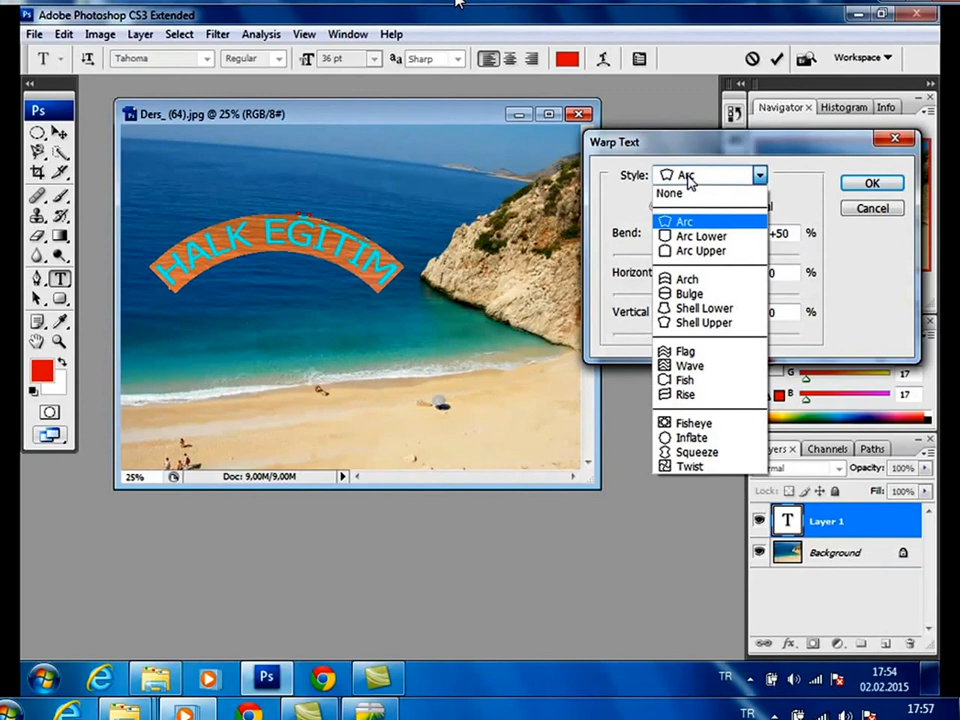 Adobe Photoshop CS3 Extended
File Edit Image Layer Select Filter Analysis View Window Help
Tahoma Regular 36 pt Sharp Workspace
Ps
Ders_ (64).jpg @ 25% (RGB/8#)
HALK EĞİTİM
25% Doc: 9,00M/9,00M
Navigator Histogram Info
Warp Text
Style: Arc
OK
Cancel
None
Bend: +50 %
Horizont 0 %
Vertical 0 %
Arc
Arc Lower
Arc Upper
Arch
Bulge
Shell Lower
Shell Upper
Flag
Wave
Fish
Rise
Fisheye
Inflate
Squeeze
Twist
G 17
B 17
Channels Paths
Opacity: 100%
Lock: Fill: 100%
T Layer 1
Background
TR 17:54
02.02.2015
TR 17:57